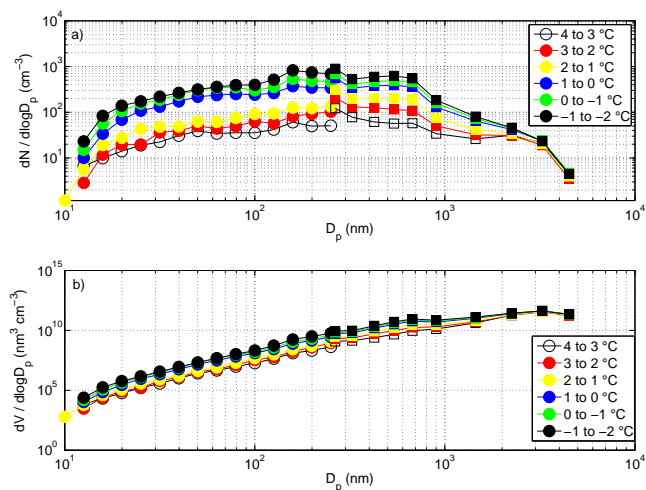 a)
dN / dlogD_p (cm^−3)
10^4
10^3
10^2
10^1
10^1
10^2
10^3
10^4
D_p (nm)
4 to 3 °C
3 to 2 °C
2 to 1 °C
1 to 0 °C
0 to −1 °C
−1 to −2 °C
b)
dV / dlogD_p (nm^3 cm^−3)
10^15
10^10
10^5
10^0
10^1
10^2
10^3
10^4
D_p (nm)
4 to 3 °C
3 to 2 °C
2 to 1 °C
1 to 0 °C
0 to −1 °C
−1 to −2 °C